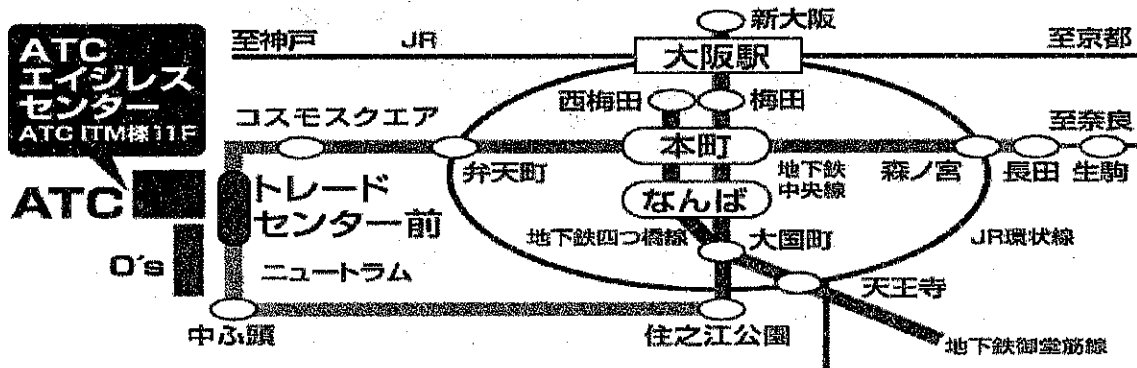 ATC
エイジレス
センター
ATC ITM棟11F
ATC
O's
至神戸
JR
新大阪
大阪駅
至京都
西梅田
梅田
コスモスクエア
弁天町
本町
地下鉄
中央線
森ノ宮
長田
生駒
至奈良
トレード
センター前
なんば
地下鉄四つ橋線
大国町
JR環状線
ニュートラム
天王寺
中ふ頭
住之江公園
地下鉄御堂筋線